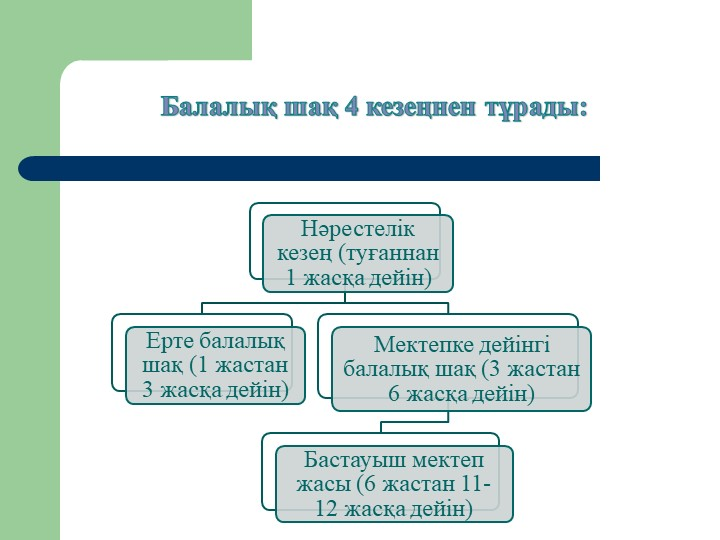 Балалық шақ 4 кезеңнен тұрады:
Нәрестелік
кезең (туғаннан
1 жасқа дейін)
Ерте балалық
шақ (1 жастан
3 жасқа дейін)
Мектепке дейінгі
балалық шақ (3 жастан
6 жасқа дейін)
Бастауыш мектеп
жасы (6 жастан 11-
12 жасқа дейін)